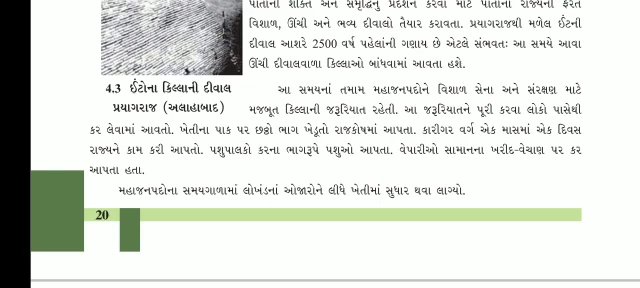 પોતાની શક્તિ અને સમૃદ્ધિનું પ્રદર્શન કરવા માટે પોતાના રાજ્યની ફરતે
વિશાળ, ઊંચી અને ભવ્ય દીવાલો તૈયાર કરાવતા. પ્રયાગરાજથી મળેલ ઈંટની
દીવાલ આશરે 2500 વર્ષ પહેલાંની ગણાય છે એટલે સંભવતઃ આ સમયે આવા
ઊંચી દીવાલવાળા કિલ્લાઓ બાંધવામાં આવતા હશે.
4.3 ઈંટોના કિલ્લાની દીવાલ
પ્રયાગરાજ (અલાહાબાદ)
આ સમયનાં તમામ મહાજનપદોને વિશાળ સેના અને સંરક્ષણ માટે
મજબૂત કિલ્લાની જરૂરિયાત રહેતી. આ જરૂરિયાતને પૂરી કરવા લોકો પાસેથી
કર લેવામાં આવતો. ખેતીના પાક પર છઠ્ઠો ભાગ ખેડૂતો રાજકોષમાં આપતા. કારીગર વર્ગ એક માસમાં એક દિવસ
રાજ્યને કામ કરી આપતો. પશુપાલકો કરના ભાગરૂપે પશુઓ આપતા. વેપારીઓ સામાનના ખરીદ-વેચાણ પર કર
આપતા હતા.
મહાજનપદોના સમયગાળામાં લોખંડનાં ઓજારોને લીધે ખેતીમાં સુધાર થવા લાગ્યો.
20